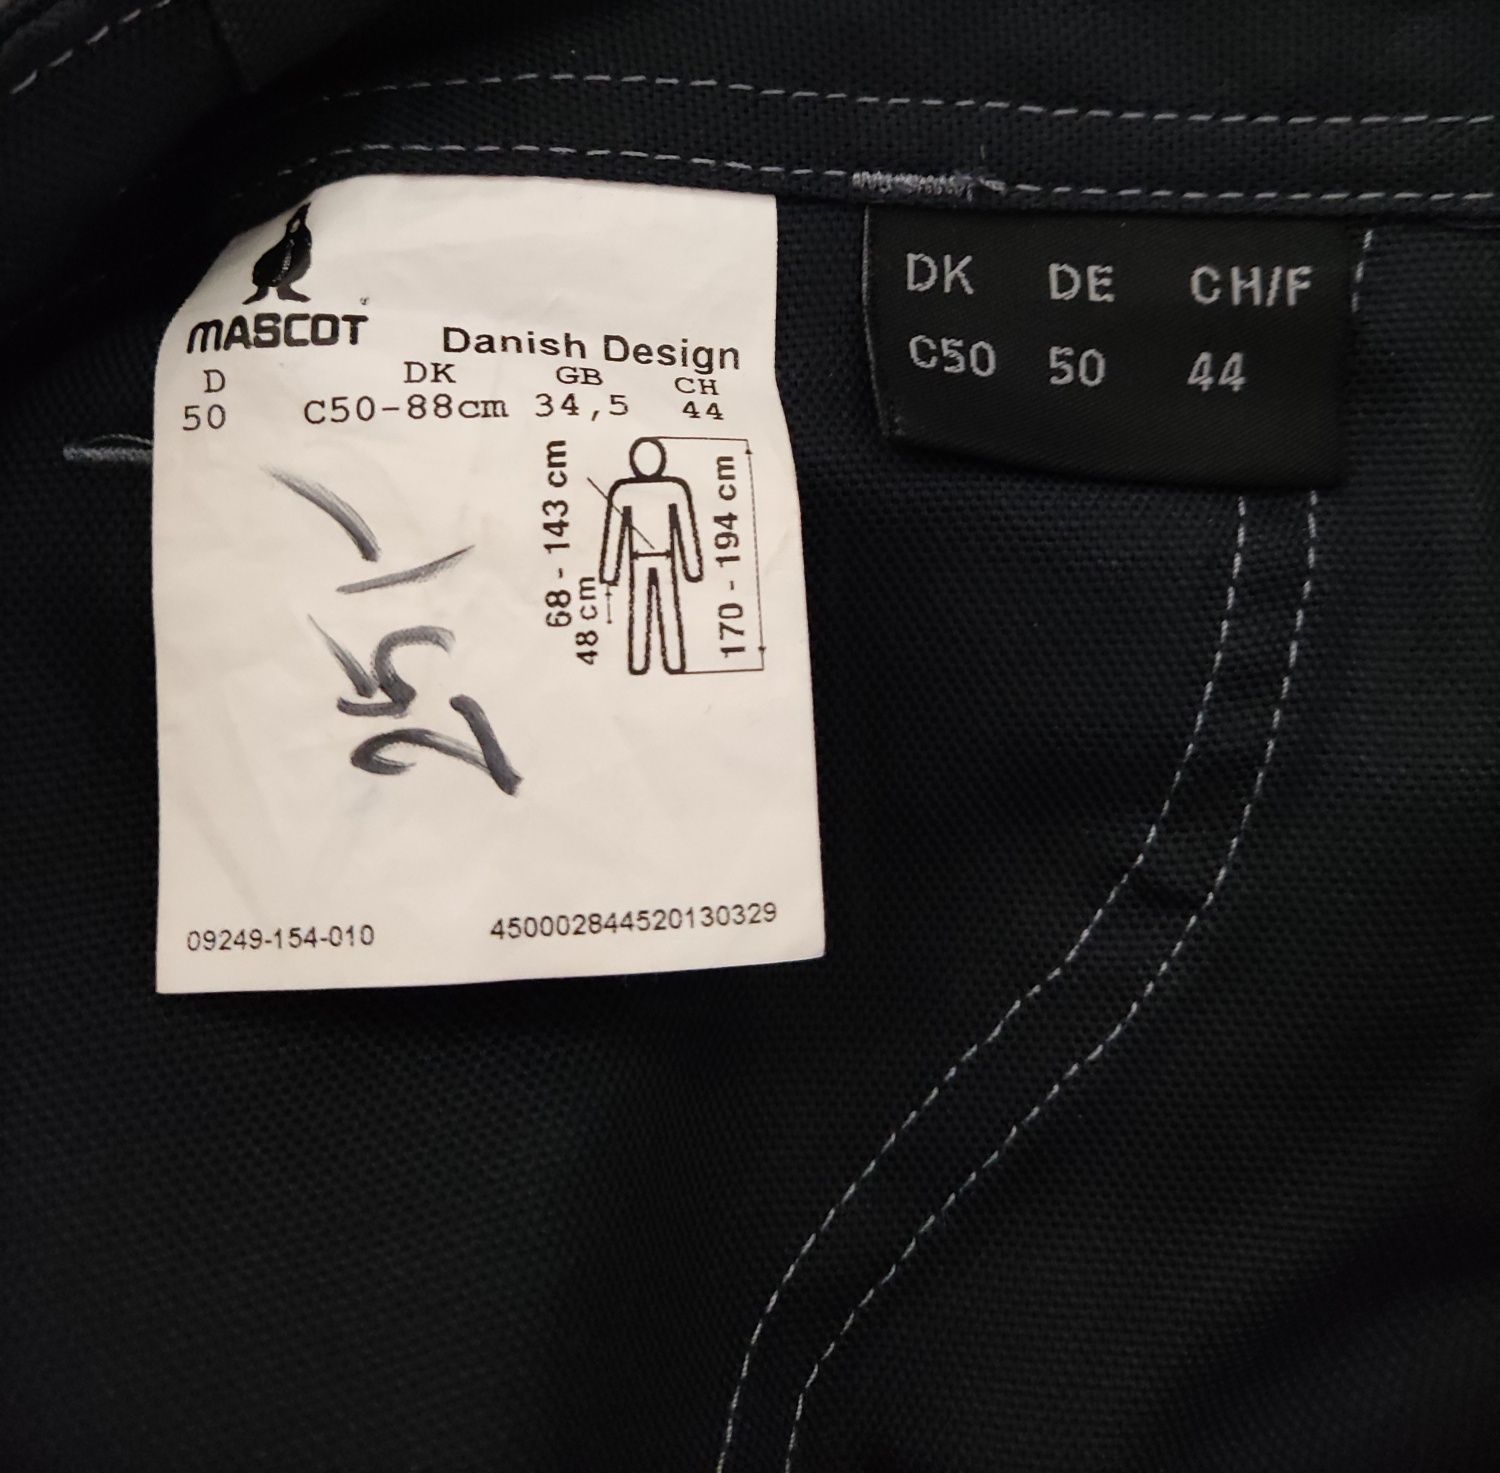 MASCOT
Danish Design
D DK GB CH
50 C50-88cm 34,5 44
68 - 143 cm
48 cm
170 - 194 cm
251-
09249-154-010
450002844520130329
DK DE CH/F
C50 50 44